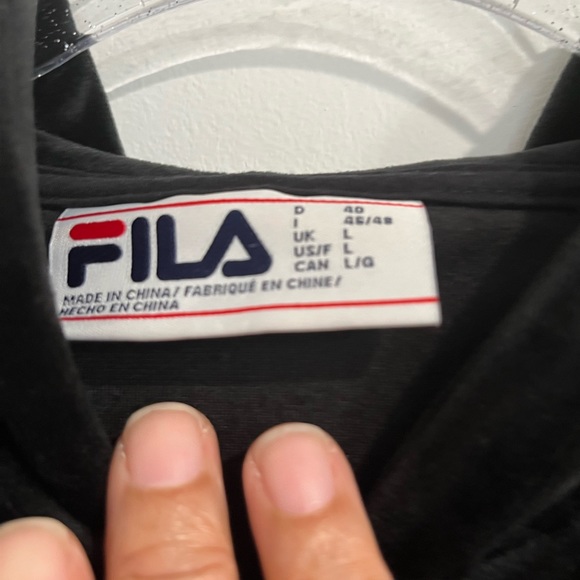 FILA
D 40
I 46/48
UK L
US/F L
CAN L/G
MADE IN CHINA / FABRIQUÉ EN CHINE /
HECHO EN CHINA